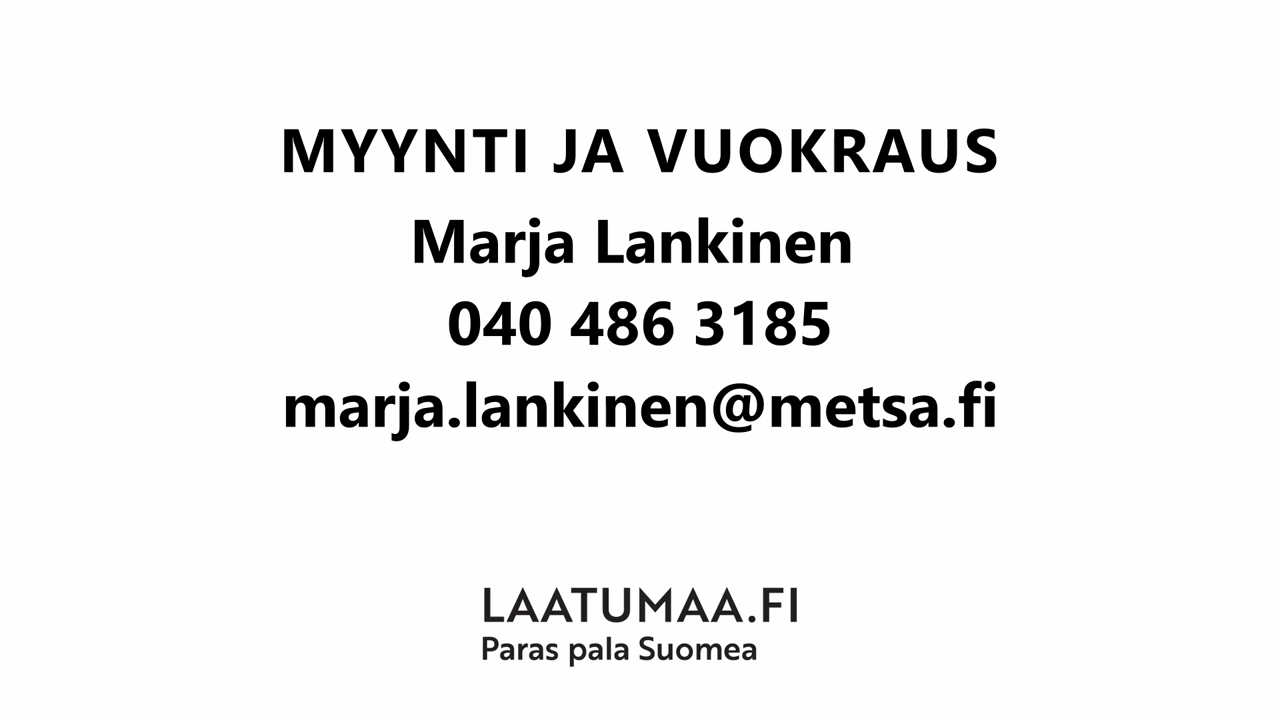 MYYNTI JA VUOKRAUS
Marja Lankinen
040 486 3185
marja.lankinen@metsa.fi
LAATUMAA.FI
Paras pala Suomea